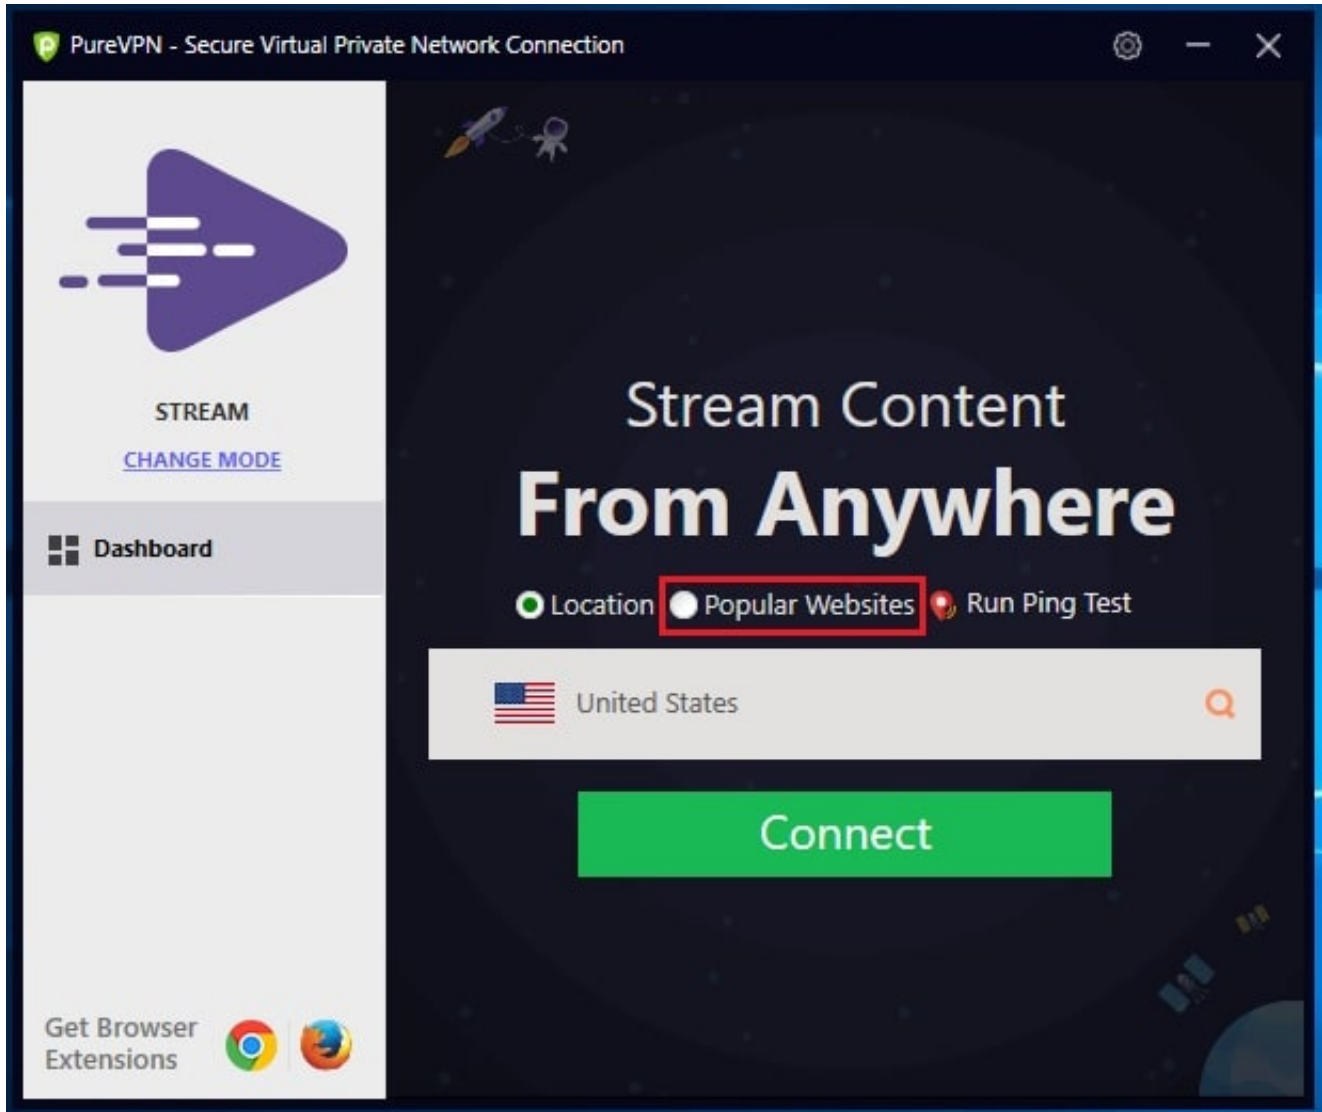 PureVPN - Secure Virtual Private Network Connection
STREAM
CHANGE MODE
Dashboard
Get Browser
Extensions
Stream Content
From Anywhere
Location Popular Websites Run Ping Test
United States
Connect